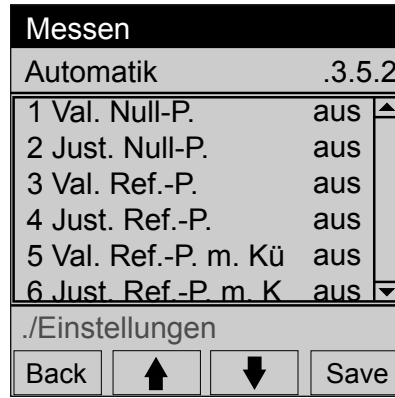 Messen
Automatik .3.5.2
1 Val. Null-P. aus
2 Just. Null-P. aus
3 Val. Ref.-P. aus
4 Just. Ref.-P. aus
5 Val. Ref.-P. m. Kü aus
6 Just. Ref.-P. m. K aus
./Einstellungen
Back Save